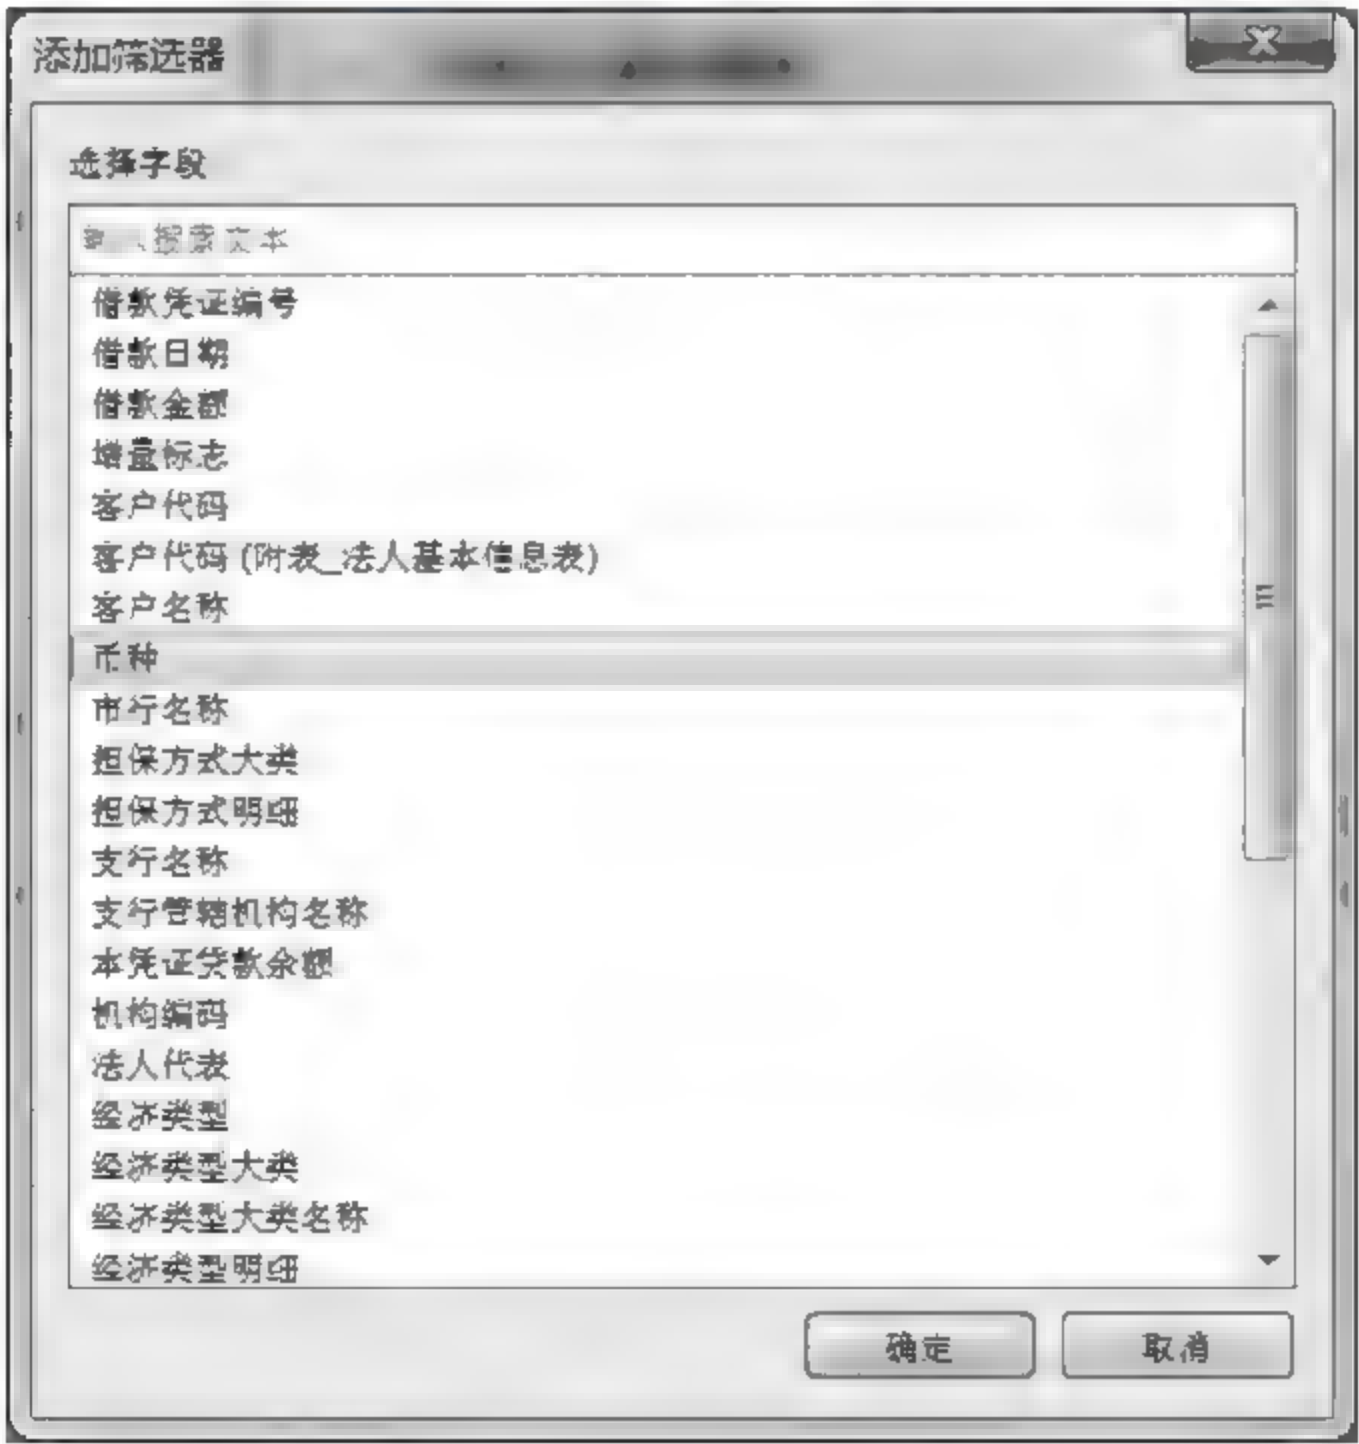 添加筛选器
选择字段
输入搜索文本
借款凭证编号
借款日期
借款金额
增量标志
客户代码
客户代码 (附表_法人基本信息表)
客户名称
币种
市行名称
担保方式大类
担保方式明细
支行名称
支行管辖机构名称
本凭证贷款余额
机构编码
法人代表
经济类型
经济类型大类
经济类型大类名称
经济类型明细
确定
取消